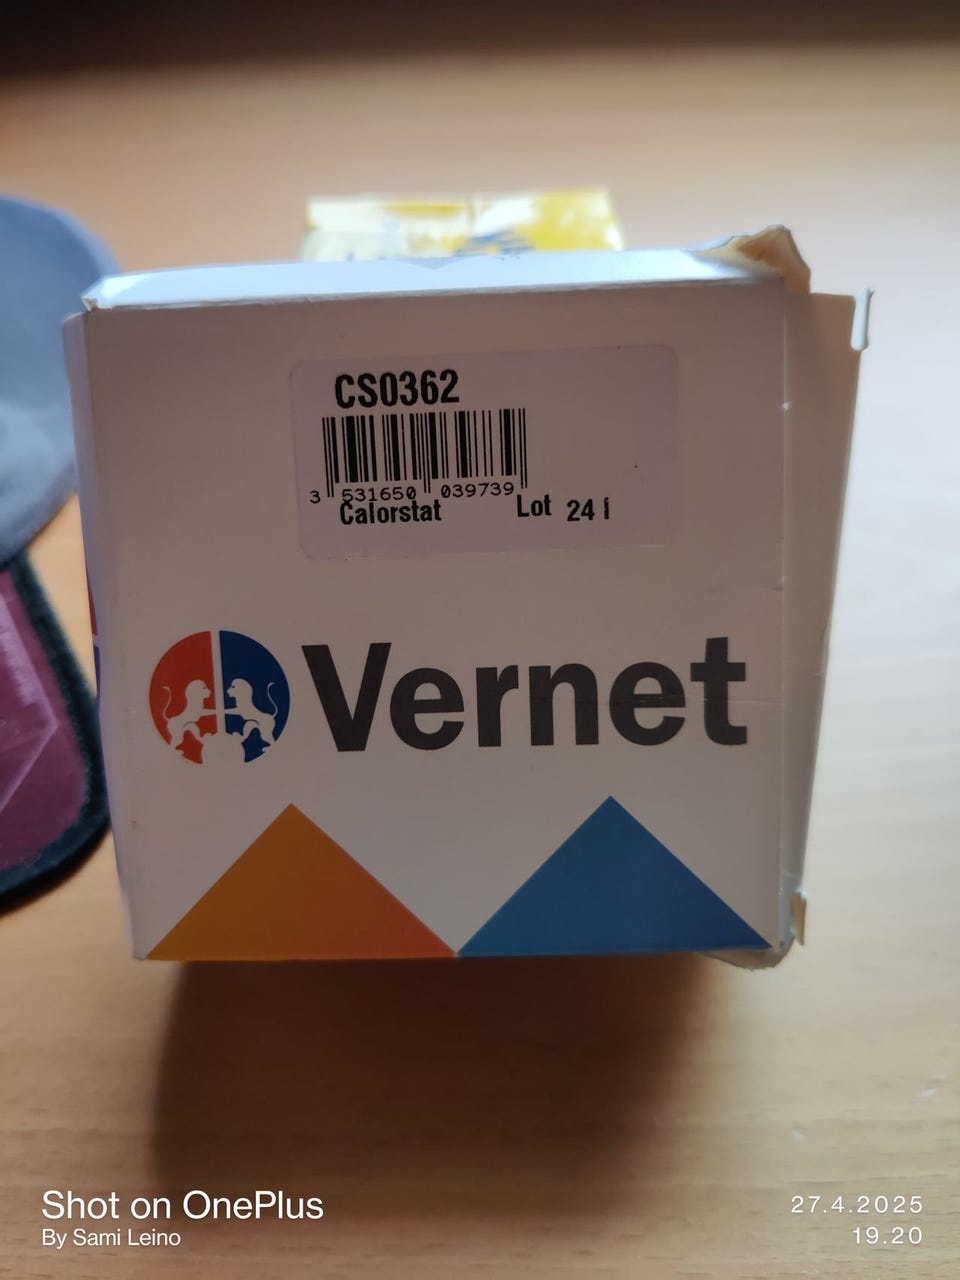 CS0362
3 531650 039739
Calorstat Lot 24 I
Vernet
Shot on OnePlus
By Sami Leino
27.4.2025
19.20